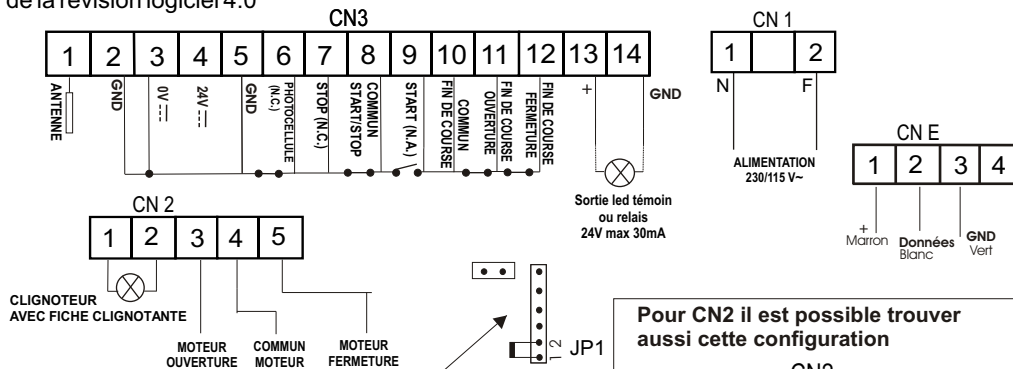 de la revision logiciel 4.0
CN3
1 2 3 4 5 6 7 8 9 10 11 12 13 14
ANTENNE
GND
0V
24V
GND
PHOTOCELLULE
(N.C.)
STOP (N.C.)
COMMUN
START/STOP
START (N.A.)
COMMUN
FIN DE COURSE
FIN DE COURSE
OUVERTURE
FIN DE COURSE
FERMETURE
+
GND
Sortie led témoin
ou relais
24V max 30mA
CN 1
1 2
N F
ALIMENTATION
230/115 V~
CN E
1 2 3 4
+
Marron
Données
Blanc
GND
Vert
CN 2
1 2 3 4 5
CLIGNOTEUR
AVEC FICHE CLIGNOTANTE
MOTEUR
OUVERTURE
COMMUN
MOTEUR
MOTEUR
FERMETURE
1 2
JP1
Pour CN2 il est possible trouver
aussi cette configuration
CN2